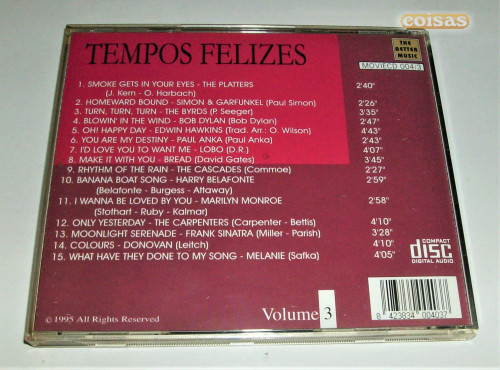 coisas
TEMPOS FELIZES
THE
BETTER
MUSIC
MOVIECD 004/3
1. SMOKE GETS IN YOUR EYES - THE PLATTERS 2'40"
(J. Kern - O. Harbach)
2. HOMEWARD BOUND - SIMON & GARFUNKEL (Paul Simon) 2'26"
3. TURN, TURN, TURN - THE BYRDS (P. Seeger) 3'35"
4. BLOWIN' IN THE WIND - BOB DYLAN (Bob Dylan) 2'47"
5. OH! HAPPY DAY - EDWIN HAWKINS (Trad. Arr: O. Wilson) 4'43"
6. YOU ARE MY DESTINY - PAUL ANKA (Paul Anka) 2'43"
7. I'D LOVE YOU TO WANT ME - LOBO (D.R.) 4'07"
8. MAKE IT WITH YOU - BREAD (David Gates) 3'45"
9. RHYTHM OF THE RAIN - THE CASCADES (Commoe) 2'27"
10. BANANA BOAT SONG - HARRY BELAFONTE 2'59"
(Belafonte - Burgess - Attaway)
11. I WANNA BE LOVED BY YOU - MARILYN MONROE 2'58"
(Stothart - Ruby - Kalmar)
12. ONLY YESTERDAY - THE CARPENTERS (Carpenter - Bettis) 4'10"
13. MOONLIGHT SERENADE - FRANK SINATRA (Miller - Parish) 3'28"
14. COLOURS - DONOVAN (Leitch) 4'10"
15. WHAT HAVE THEY DONE TO MY SONG - MELANIE (Safka) 4'05"
COMPACT
disc
DIGITAL AUDIO
© 1995 All Rights Reserved
Volume 3
8 423834 004037